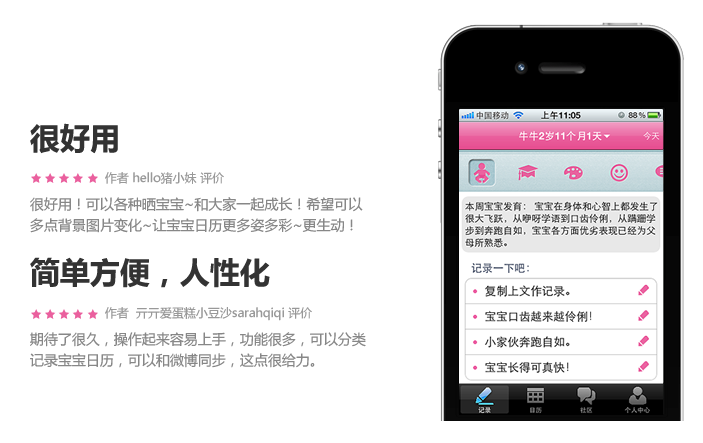 很好用
作者 hello猪小妹 评价
很好用！可以各种晒宝宝~和大家一起成长！希望可以
多点背景图片变化~让宝宝日历更多姿多彩~更生动！
简单方便，人性化
作者 亓亓爱蛋糕小豆沙sarahqiqi 评价
期待了很久，操作起来容易上手，功能很多，可以分类
记录宝宝日历，可以和微博同步，这点很给力。
中国移动 上午11:05 88%
牛牛2岁11个月1天 今天
本周宝宝发育： 宝宝在身体和心智上都发生了
很大飞跃，从咿呀学语到口齿伶俐，从蹒跚学
步到奔跑自如，宝宝各方面优劣表现已经为父
母所熟悉。
记录一下吧：
复制上文作记录。
宝宝口齿越来越伶俐！
小家伙奔跑自如。
宝宝长得可真快！
记录 日历 社区 个人中心